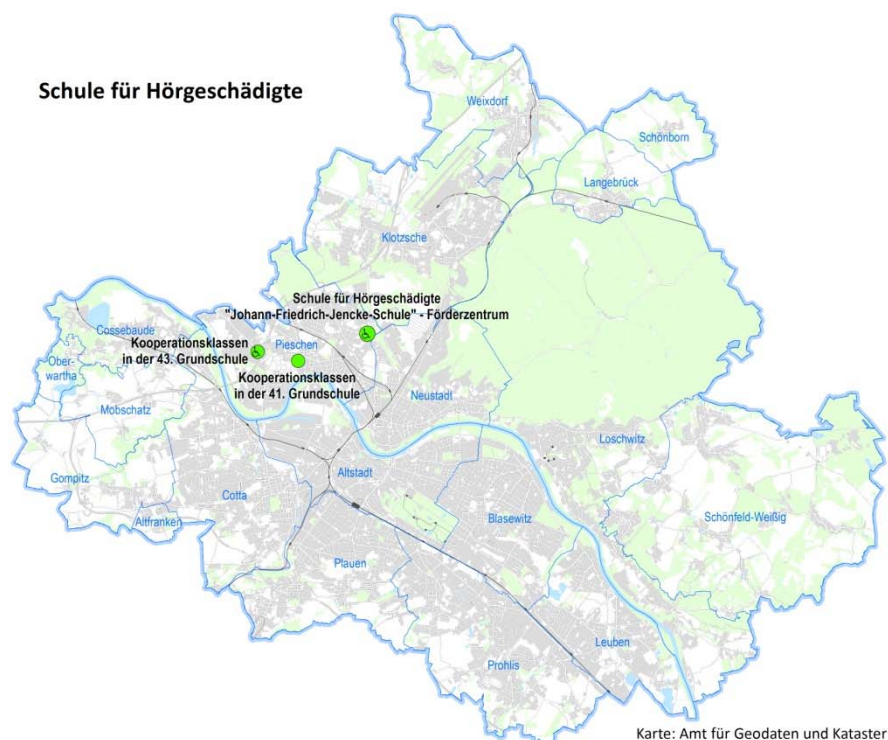 Schule für Hörgeschädigte
Weixdorf
Schönborn
Langebrück
Klotzsche
Schule für Hörgeschädigte
"Johann-Friedrich-Jencke-Schule" - Förderzentrum
Cossebaude
Kooperationsklassen
in der 43. Grundschule
Pieschen
Ober-
wartha
Kooperationsklassen
in der 41. Grundschule
Neustadt
Mobschatz
Loschwitz
Gompitz
Altstadt
Cotta
Altfranken
Blasewitz
Schönfeld-Weißig
Plauen
Leuben
Prohlis
Karte: Amt für Geodaten und Kataster